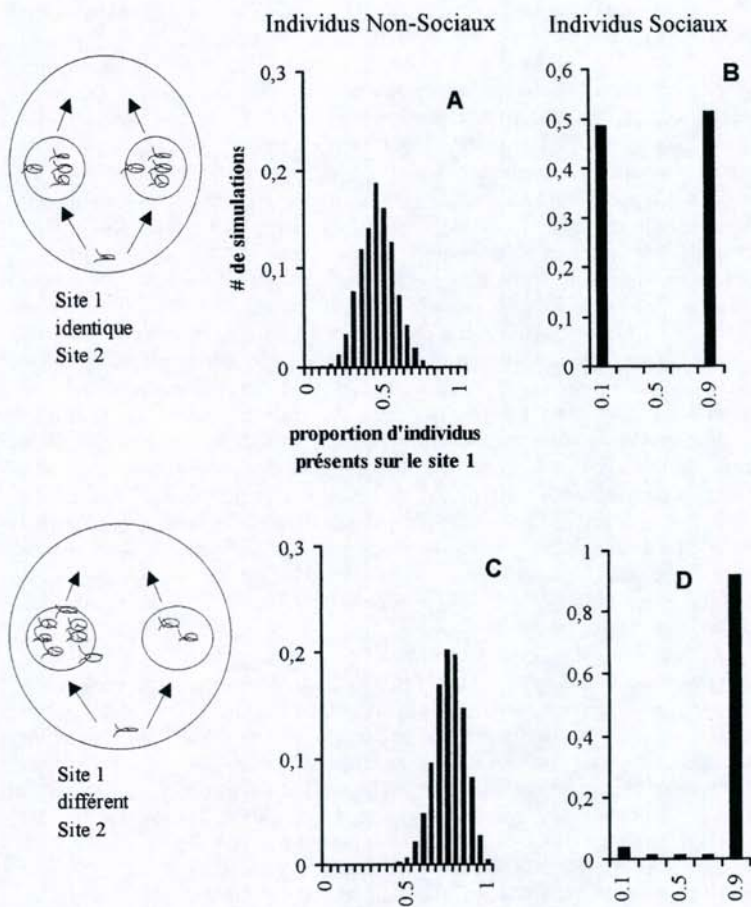 Individus Non-Sociaux
Individus Sociaux
A
0,3
0,2
0,1
0
# de simulations
0
0.5
1
proportion d'individus
présents sur le site 1
B
0,6
0,5
0,4
0,3
0,2
0,1
0
0.1
0.5
0.9
Site 1
identique
Site 2
C
0,3
0,2
0,1
0
0
0.5
1
D
1
0,8
0,6
0,4
0,2
0
0.1
0.5
0.9
Site 1
différent
Site 2